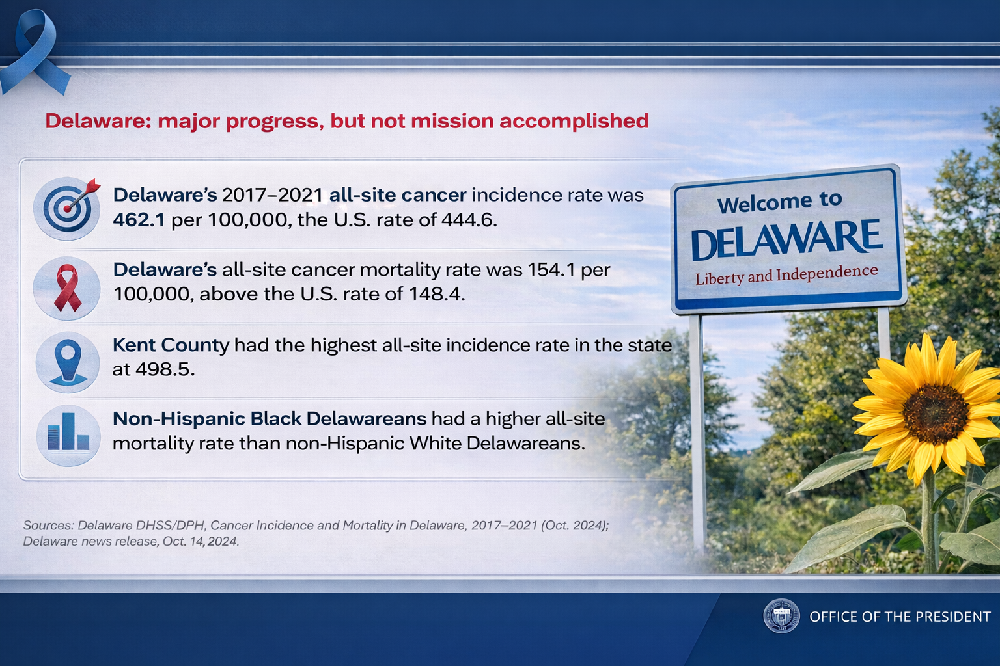 Delaware: major progress, but not mission accomplished
Delaware's 2017–2021 all-site cancer incidence rate was
462.1 per 100,000, the U.S. rate of 444.6.
Delaware's all-site cancer mortality rate was 154.1 per
100,000, above the U.S. rate of 148.4.
Kent County had the highest all-site incidence rate in the state
at 498.5.
Non-Hispanic Black Delawareans had a higher all-site
mortality rate than non-Hispanic White Delawareans.
Welcome to
DELAWARE
Liberty and Independence
Sources: Delaware DHSS/DPH, Cancer Incidence and Mortality in Delaware, 2017–2021 (Oct. 2024);
Delaware news release, Oct. 14, 2024.
OFFICE OF THE PRESIDENT